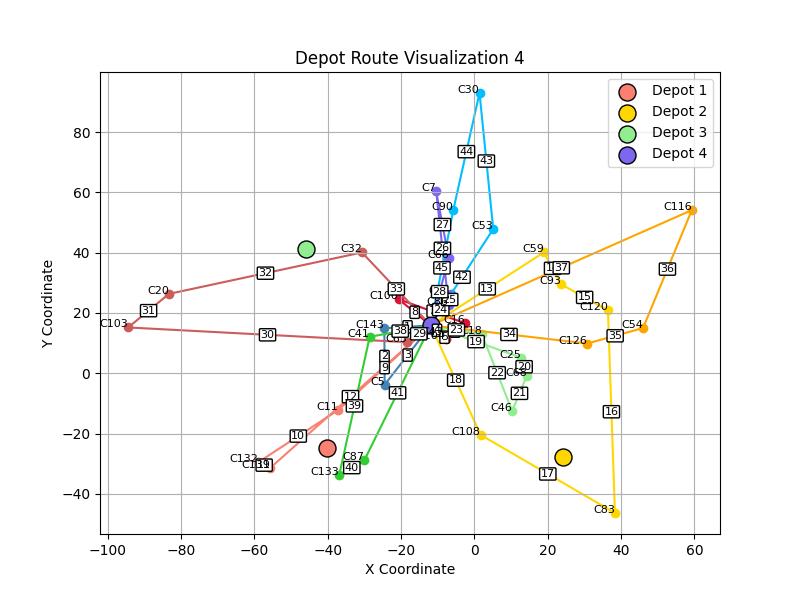 Depot Route Visualization 4
Depot 1
Depot 2
Depot 3
Depot 4
Y Coordinate
X Coordinate
80
60
40
20
0
−20
−40
−100
−80
−60
−40
−20
0
20
40
60
C30
C7
C90
C53
C116
C59
C93
C32
C20
C103
C120
C54
C126
C143
C41
C5
C25
C46
C11
C108
C87
C133
C132
C83
44
43
27
26
45
42
28
25
24
13
37
15
36
33
32
31
30
8
38
29
23
34
35
19
2
9
3
20
22
21
18
12
39
41
10
40
16
17